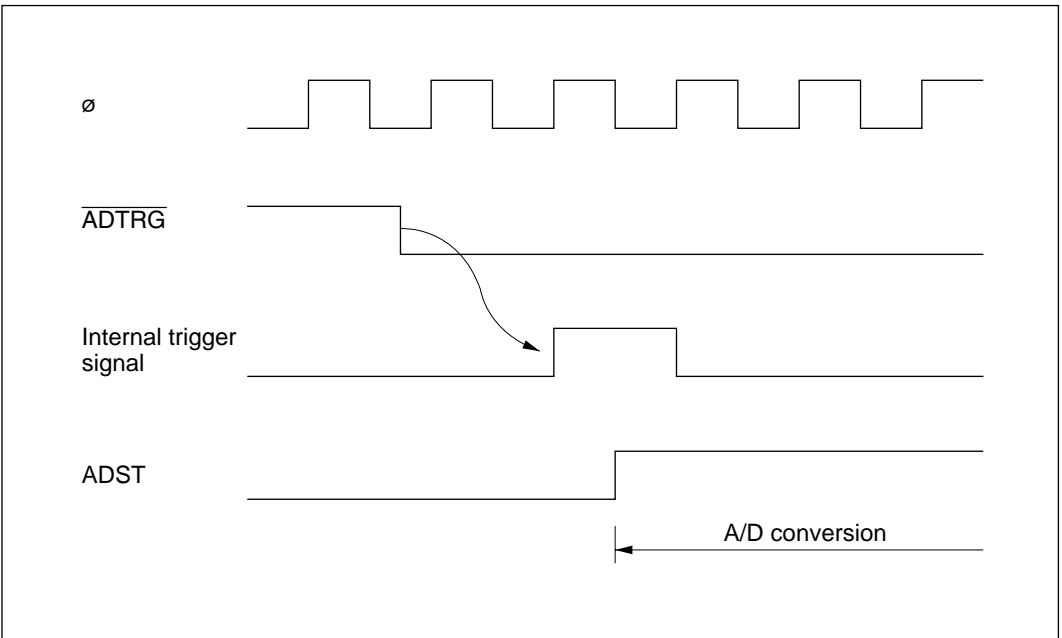 ø
ADTRG
Internal trigger
signal
ADST
A/D conversion